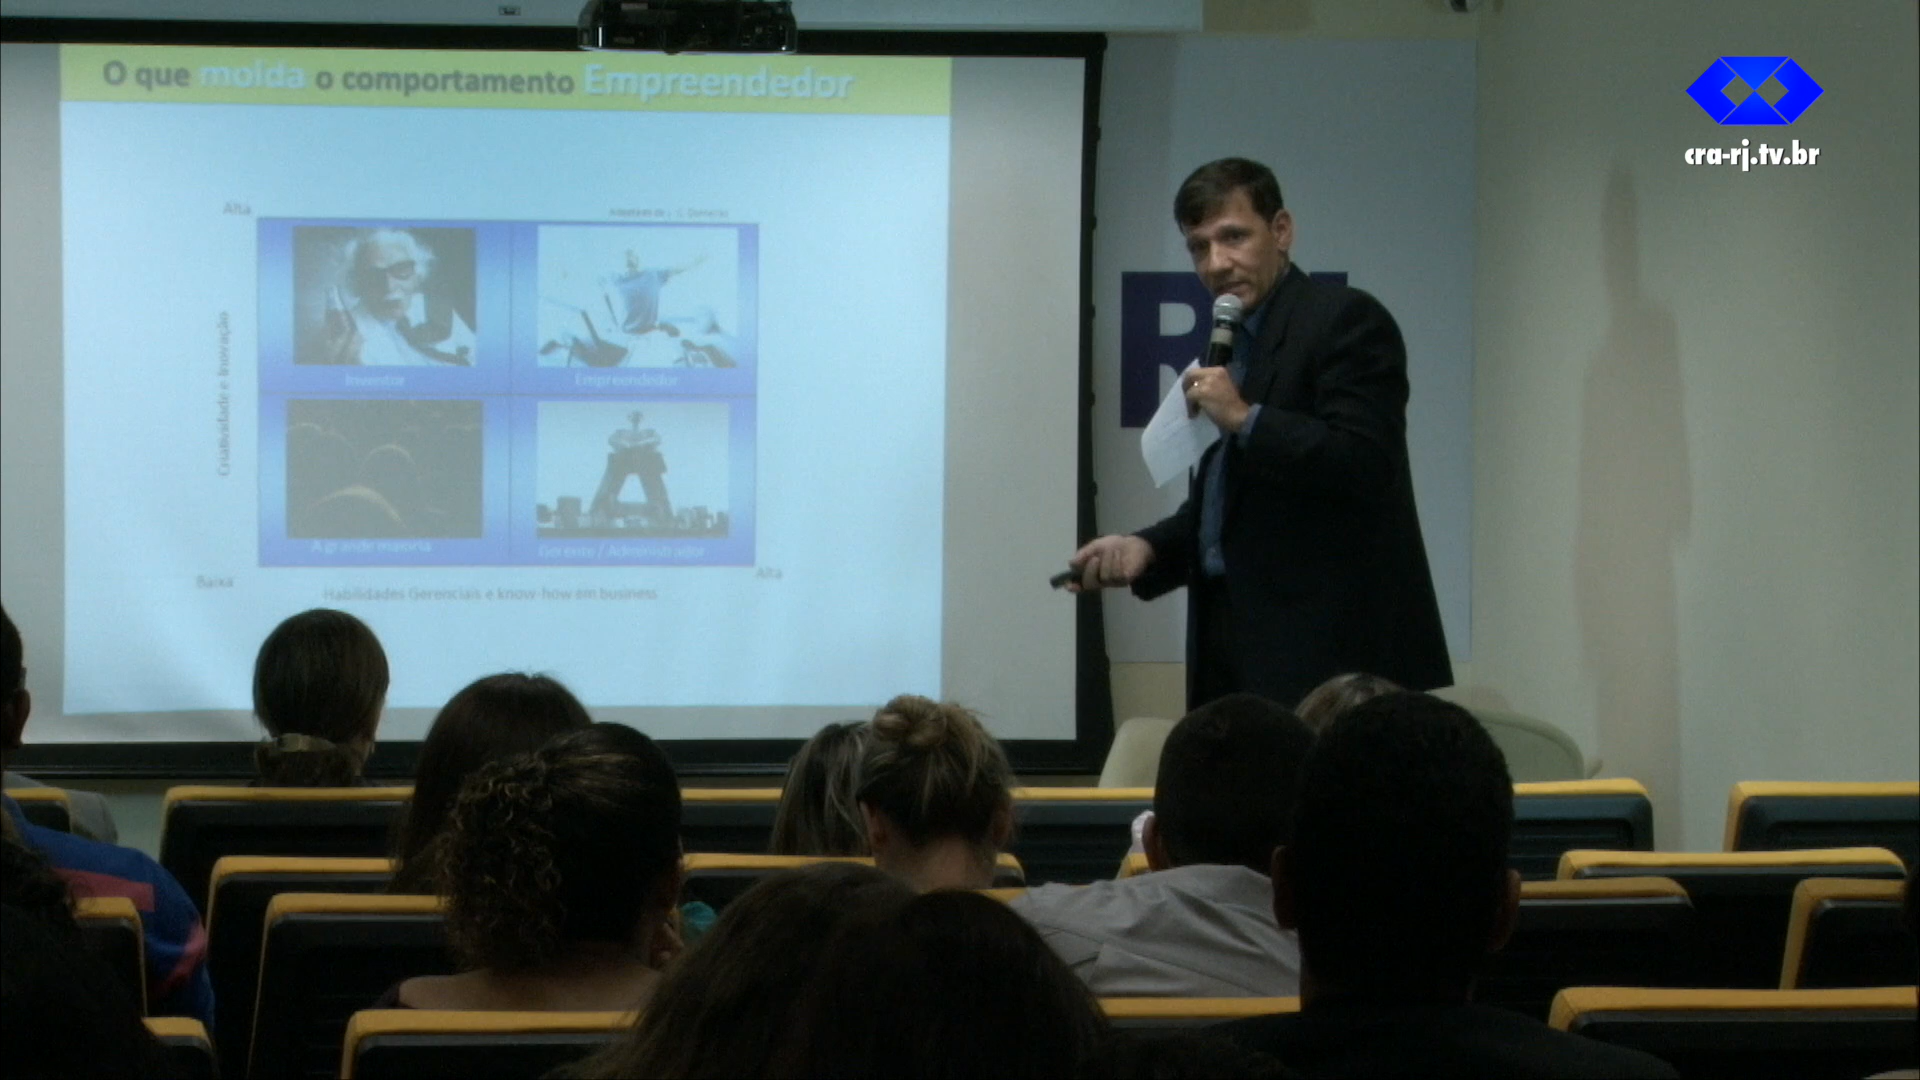 O que molda o comportamento Empreendedor
cra-rj.tv.br
Alta
Adaptado de J. C. Dornelas
Criatividade e Inovação
Inventor
Empreendedor
A grande maioria
Gerente / Administrador
Baixa
Alta
Habilidades Gerenciais e know-how em business
R